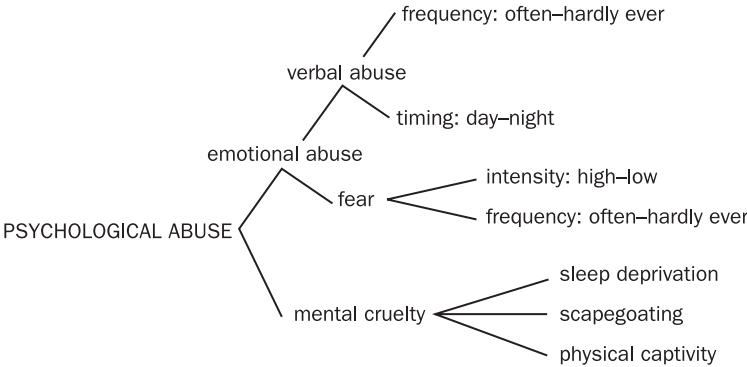 frequency: often–hardly ever
verbal abuse
timing: day–night
emotional abuse
intensity: high–low
fear
frequency: often–hardly ever
PSYCHOLOGICAL ABUSE
sleep deprivation
mental cruelty
scapegoating
physical captivity